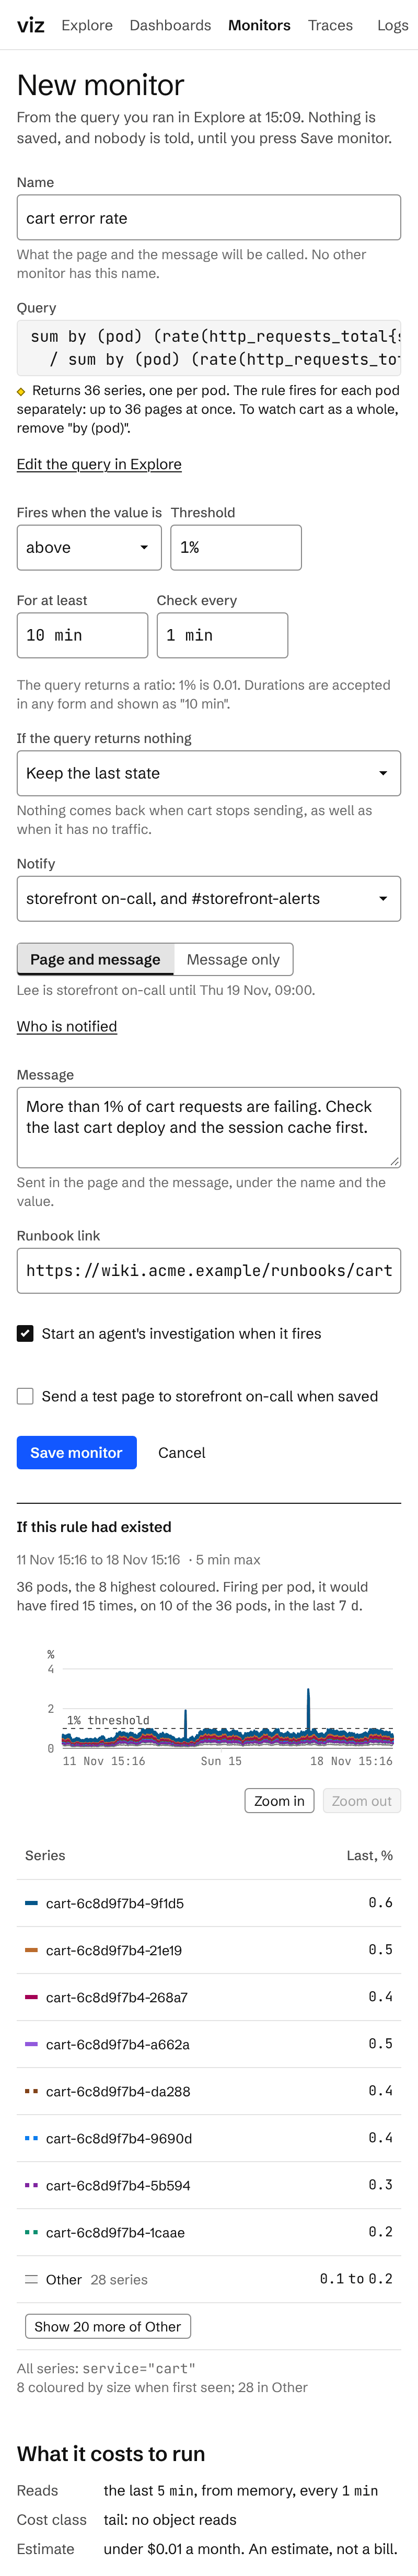 viz Explore Dashboards Monitors Traces Logs
New monitor
From the query you ran in Explore at 15:09. Nothing is
saved, and nobody is told, until you press Save monitor.
Name
cart error rate
What the page and the message will be called. No other
monitor has this name.
Query
sum by (pod) (rate(http_requests_total{
/ sum by (pod) (rate(http_requests_to
Returns 36 series, one per pod. The rule fires for each pod
separately: up to 36 pages at once. To watch cart as a whole,
remove "by (pod)".
Edit the query in Explore
Fires when the value is Threshold
above 1%
For at least Check every
10 min 1 min
The query returns a ratio: 1% is 0.01. Durations are accepted
in any form and shown as "10 min".
If the query returns nothing
Keep the last state
Nothing comes back when cart stops sending, as well as
when it has no traffic.
Notify
storefront on-call, and #storefront-alerts
Page and message Message only
Lee is storefront on-call until Thu 19 Nov, 09:00.
Who is notified
Message
More than 1% of cart requests are failing. Check
the last cart deploy and the session cache first.
Sent in the page and the message, under the name and the
value.
Runbook link
https://wiki.acme.example/runbooks/cart
Start an agent's investigation when it fires
Send a test page to storefront on-call when saved
Save monitor Cancel
If this rule had existed
11 Nov 15:16 to 18 Nov 15:16 · 5 min max
36 pods, the 8 highest coloured. Firing per pod, it would
have fired 15 times, on 10 of the 36 pods, in the last 7 d.
%
4
2
1% threshold
0
11 Nov 15:16 Sun 15 18 Nov 15:16
Zoom in Zoom out
Series Last, %
cart-6c8d9f7b4-9f1d5 0.6
cart-6c8d9f7b4-21e19 0.5
cart-6c8d9f7b4-268a7 0.4
cart-6c8d9f7b4-a662a 0.5
cart-6c8d9f7b4-da288 0.4
cart-6c8d9f7b4-9690d 0.4
cart-6c8d9f7b4-5b594 0.3
cart-6c8d9f7b4-1caae 0.2
Other 28 series 0.1 to 0.2
Show 20 more of Other
All series: service="cart"
8 coloured by size when first seen; 28 in Other
What it costs to run
Reads the last 5 min, from memory, every 1 min
Cost class tail: no object reads
Estimate under $0.01 a month. An estimate, not a bill.